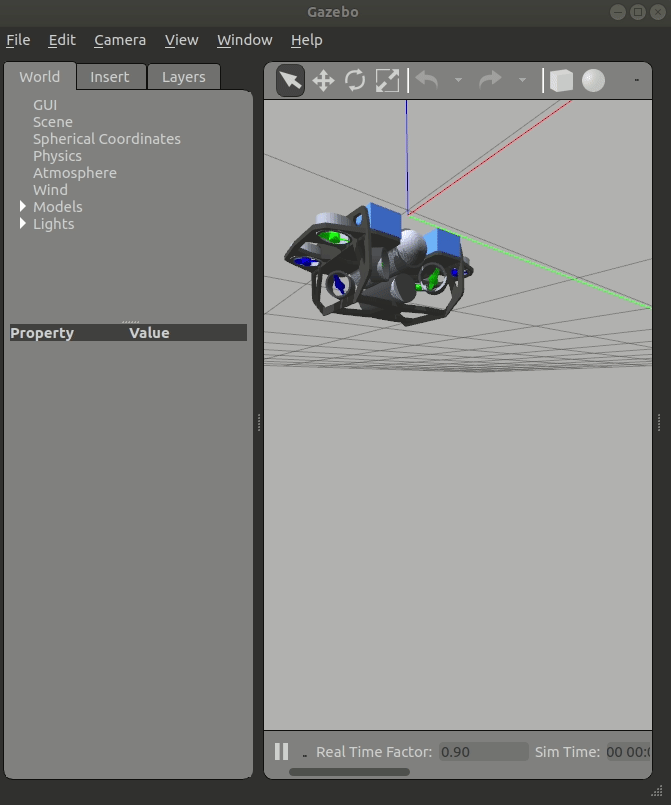 Gazebo
File Edit Camera View Window Help
World Insert Layers
GUI
Scene
Spherical Coordinates
Physics
Atmosphere
Wind
Models
Lights
Property Value
Real Time Factor: 0.90 Sim Time: 00 00:0